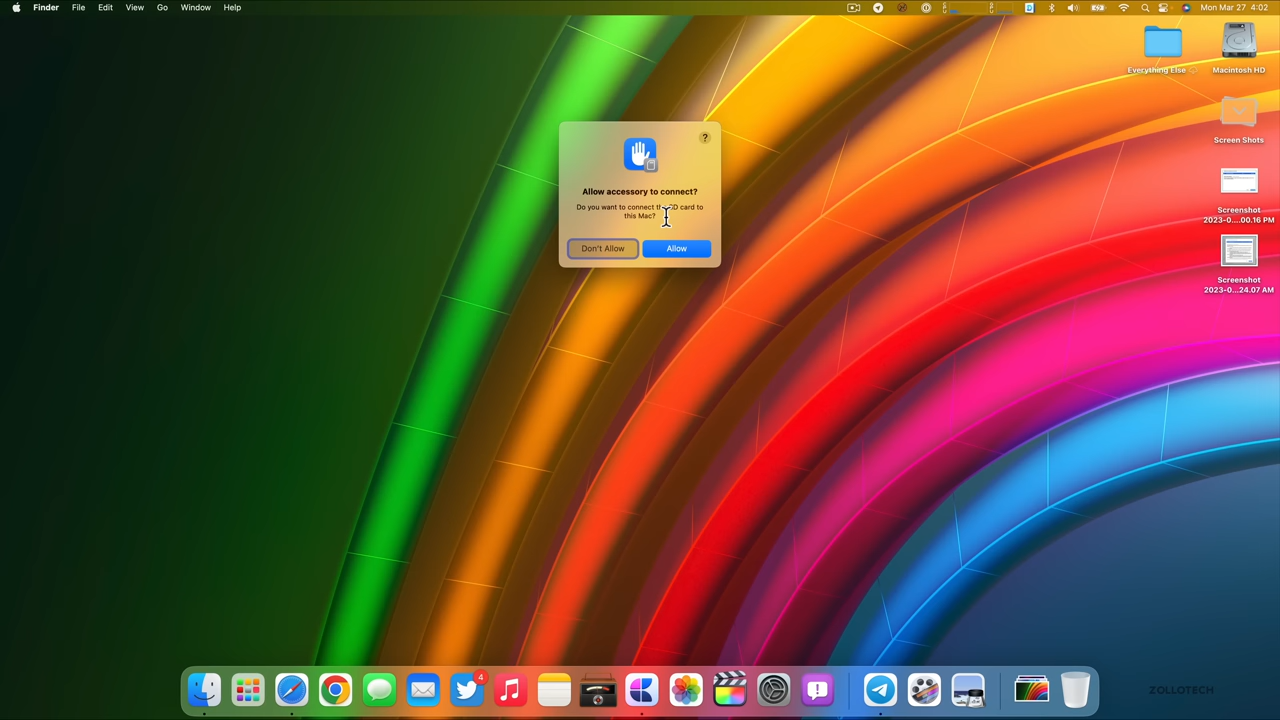 Finder File Edit View Go Window Help
Mon Mar 27 4:02
Everything Else
Macintosh HD
Screen Shots
Screenshot
2023-0....00.16 PM
Screenshot
2023-0...24.07 AM
?
Allow accessory to connect?
Do you want to connect the SD card to
this Mac?
Don't Allow
Allow
4
ZOLLOTECH